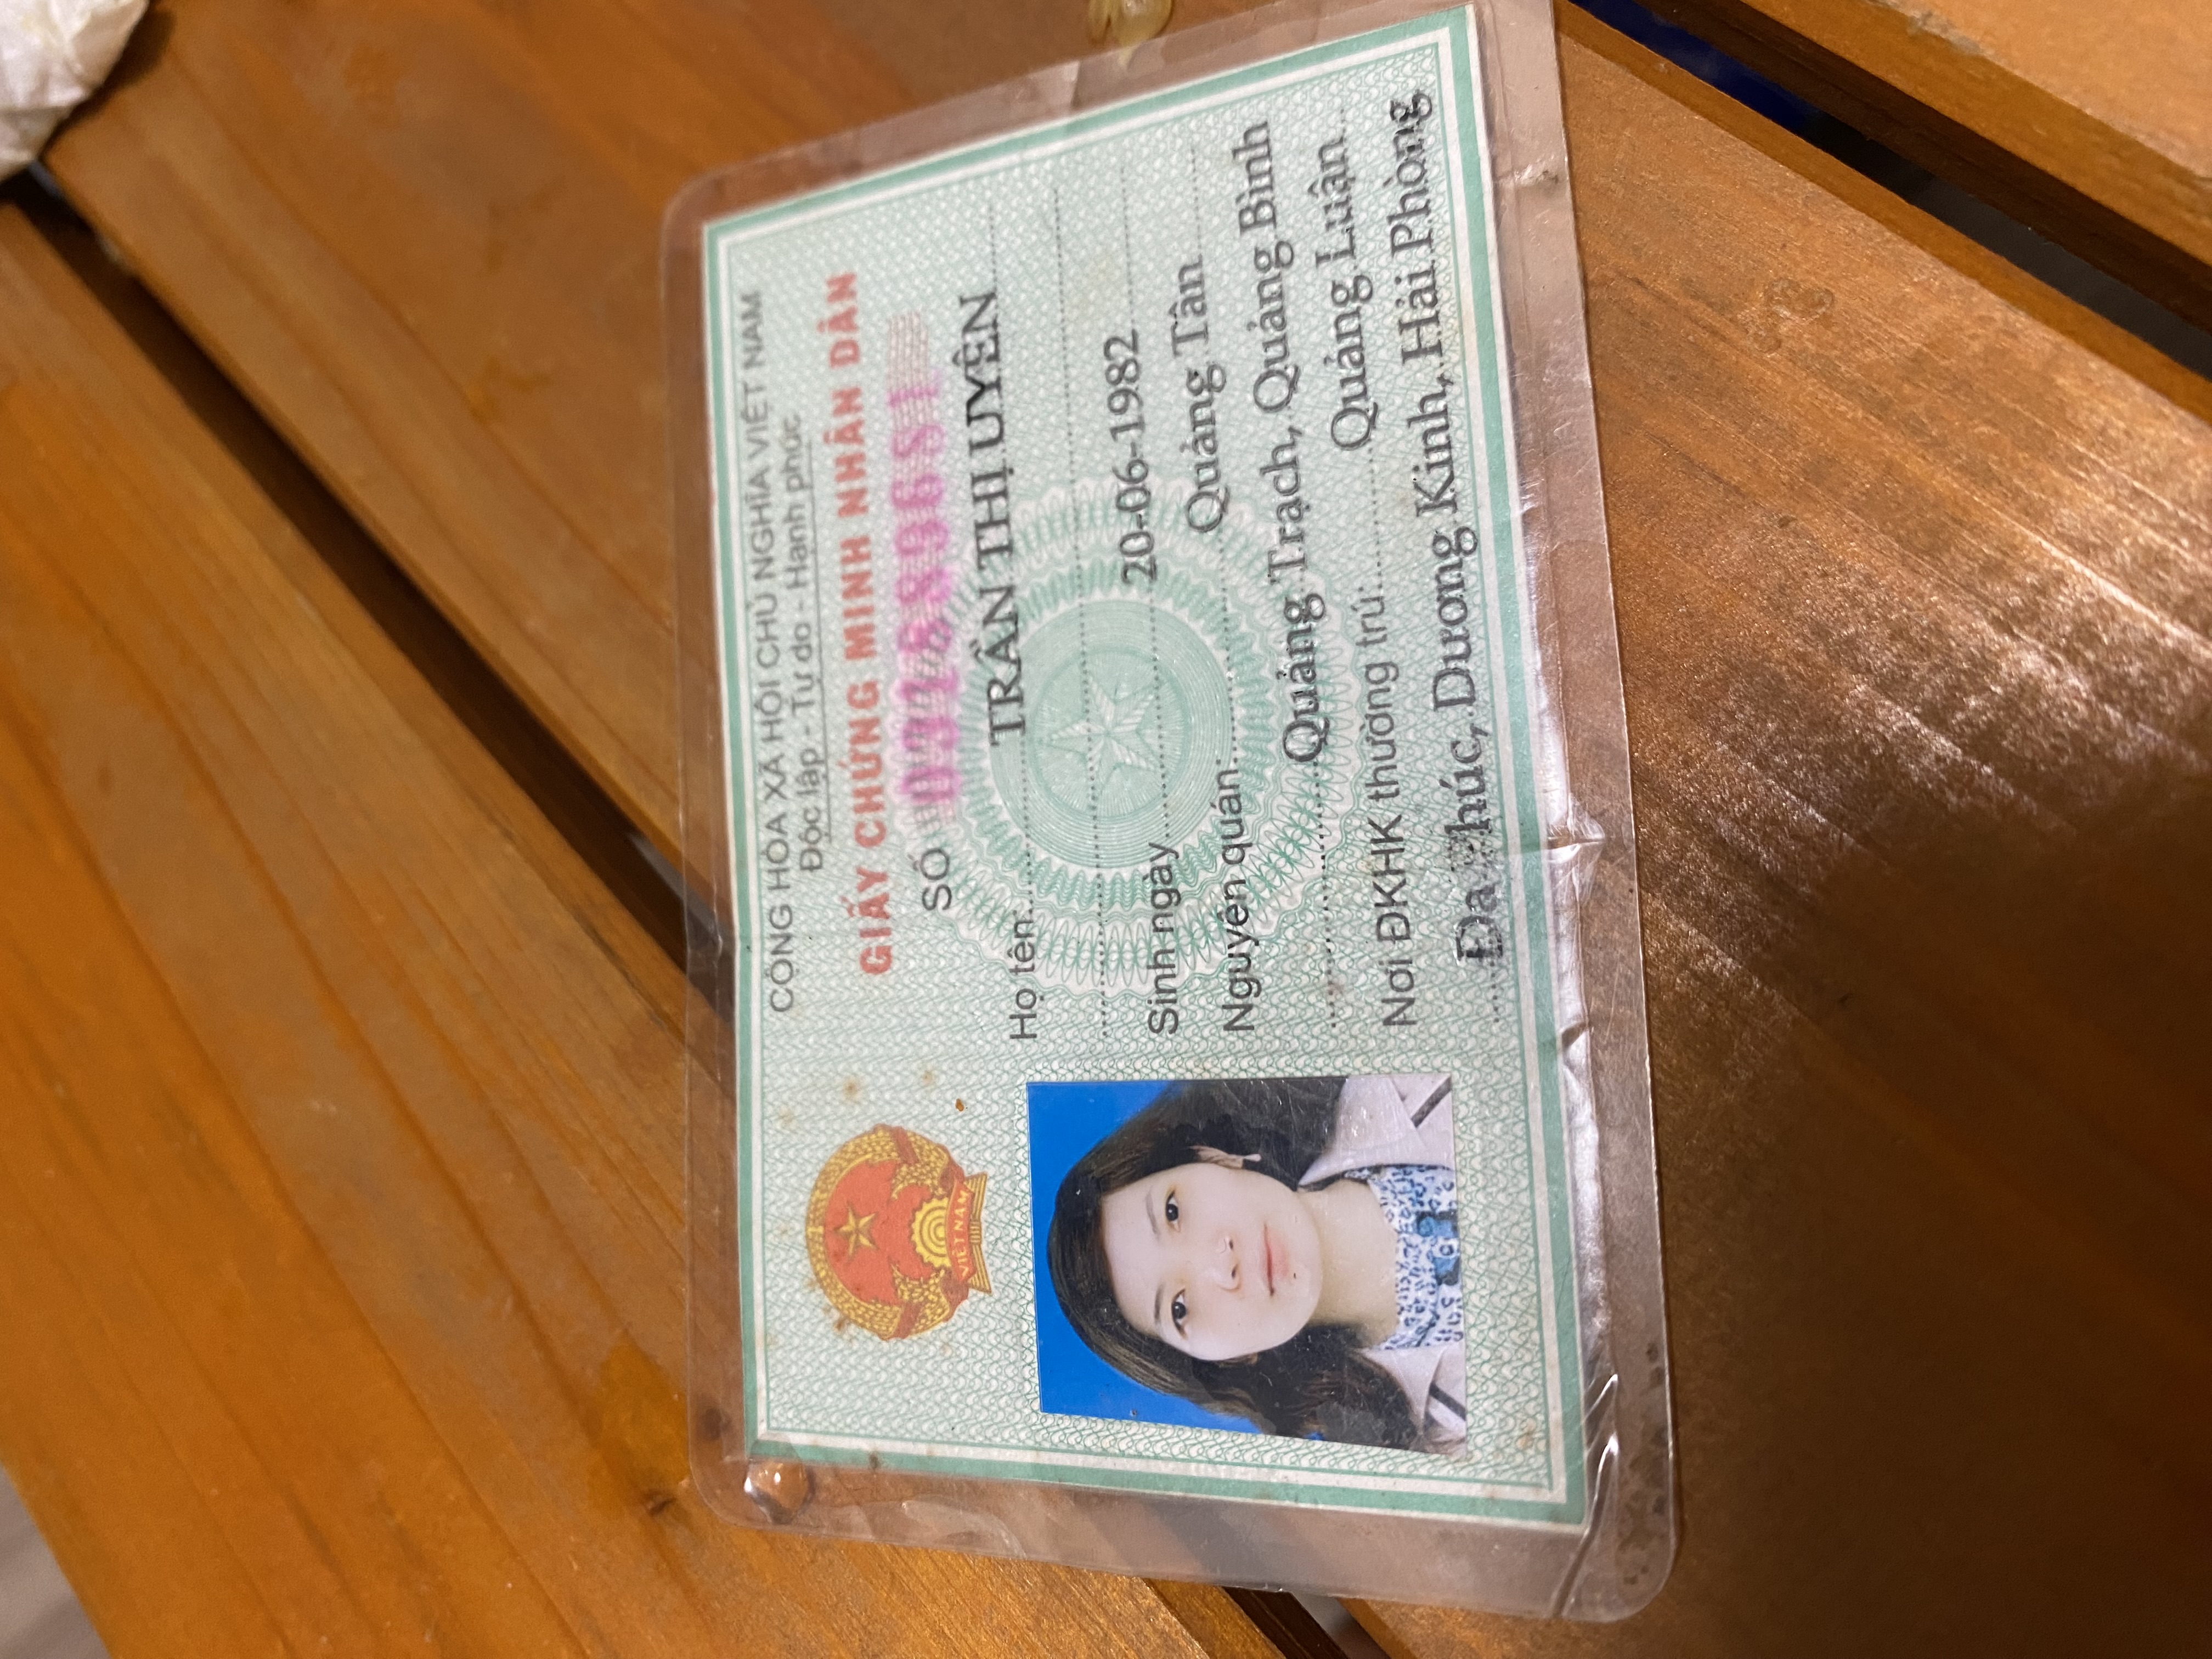 CỘNG HÒA XÃ HỘI CHỦ NGHĨA VIỆT NAM
Độc lập - Tự do - Hạnh phúc
GIẤY CHỨNG MINH NHÂN DÂN
SỐ 031689681
VIỆT NAM
Họ tên: TRẦN THỊ UYÊN
Sinh ngày 20-06-1982
Nguyên quán: Quảng Tân
Quảng Trạch, Quảng Bình
Nơi ĐKHK thường trú: Quảng Luận
Đa Phúc, Dương Kinh, Hải Phòng